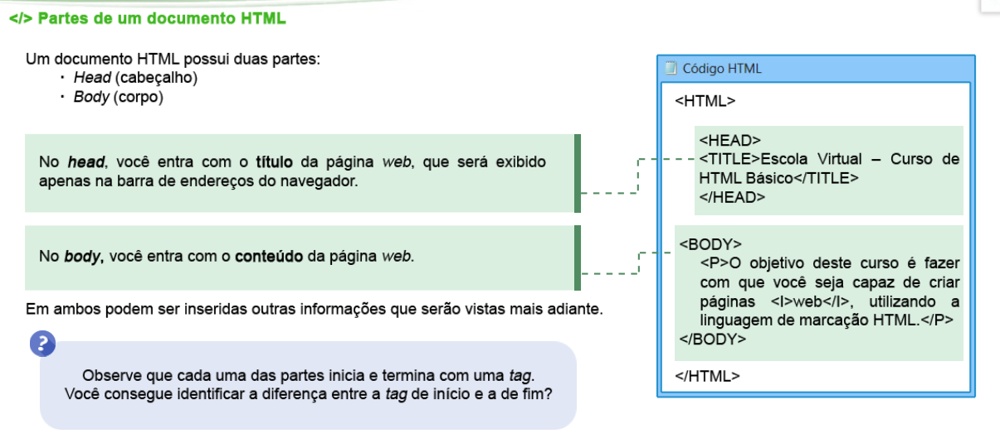 </> Partes de um documento HTML
Um documento HTML possui duas partes:
· Head (cabeçalho)
· Body (corpo)
No head, você entra com o título da página web, que será exibido
apenas na barra de endereços do navegador.
No body, você entra com o conteúdo da página web.
Em ambos podem ser inseridas outras informações que serão vistas mais adiante.
?
Observe que cada uma das partes inicia e termina com uma tag.
Você consegue identificar a diferença entre a tag de início e a de fim?
Código HTML
<HTML>
<HEAD>
<TITLE>Escola Virtual – Curso de
HTML Básico</TITLE>
</HEAD>
<BODY>
<P>O objetivo deste curso é fazer
com que você seja capaz de criar
páginas <I>web</I>, utilizando a
linguagem de marcação HTML.</P>
</BODY>
</HTML>